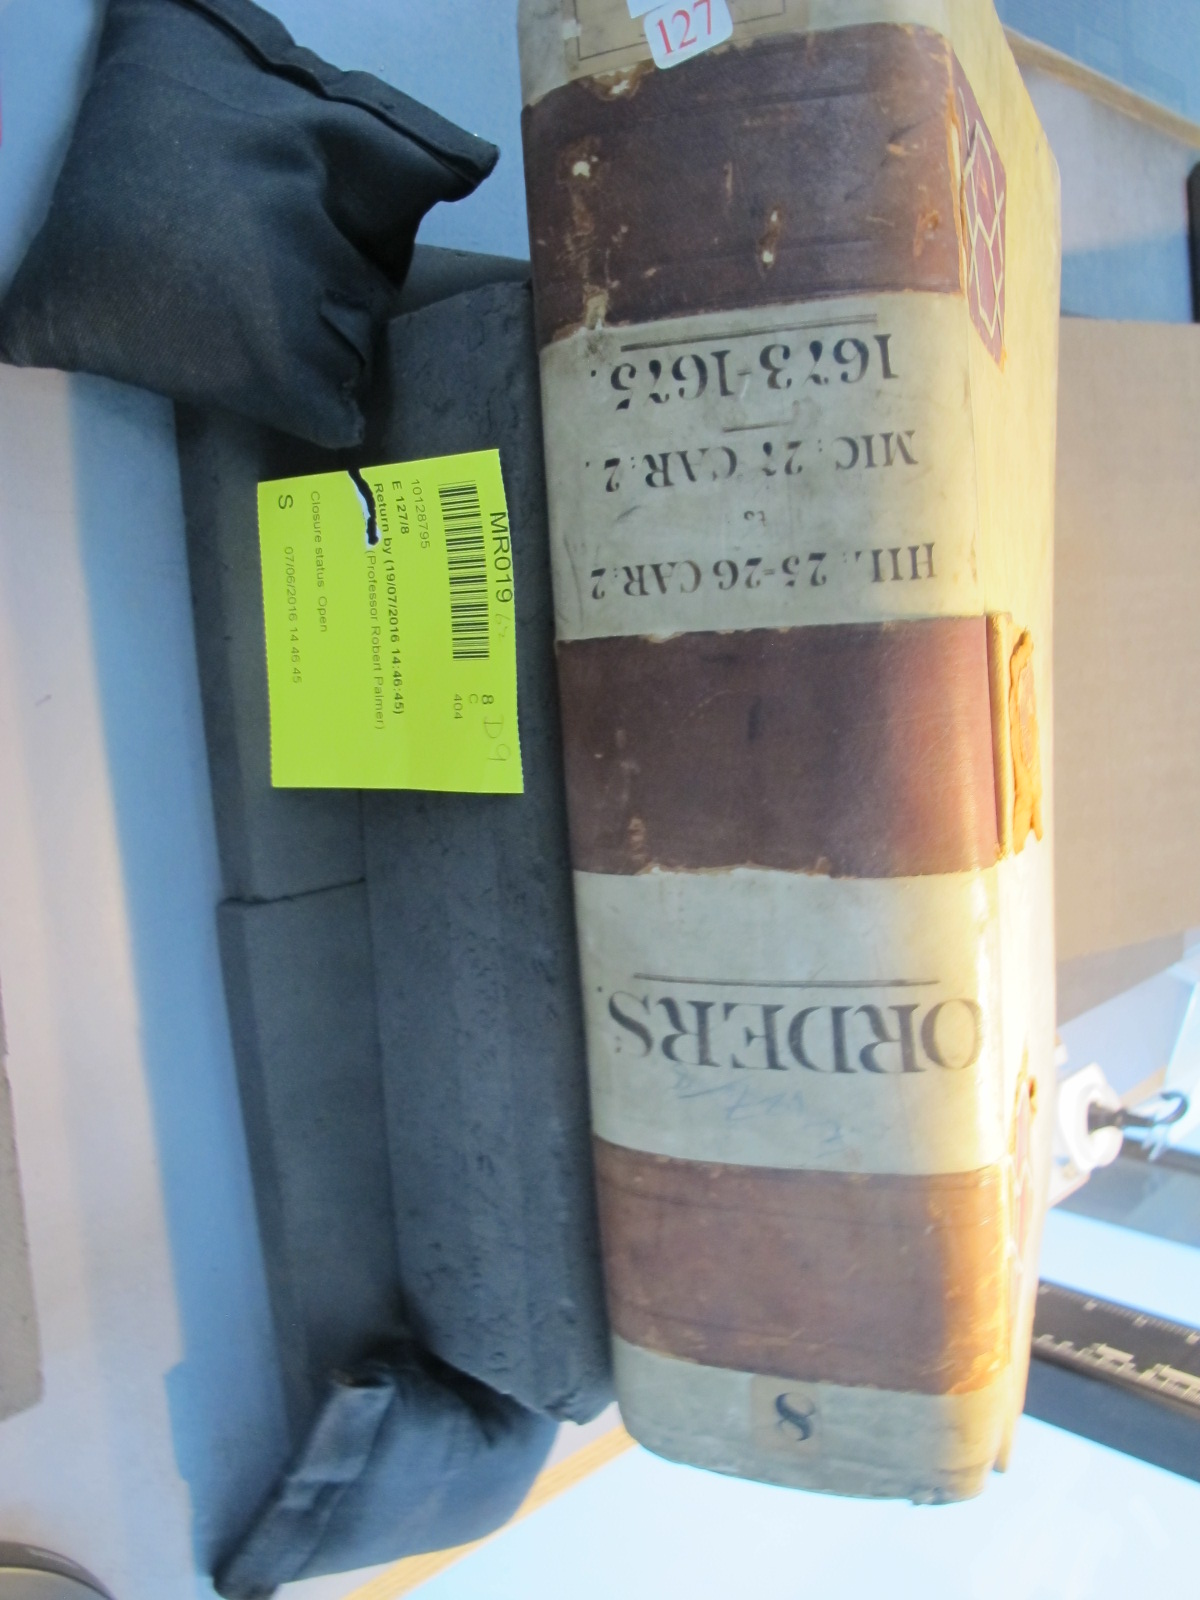 8
ORDERS.
HIL. 25=26 CAR: 2
to
MIC: 27 CAR: 2.
1673-1675.
127
MR019
8
D9
C
404
10128795
E 127/8
Return by (19/07/2016 14:46:45)
(Professor Robert Palmer)
Closure status: Open
S 07/06/2016 14:46:45